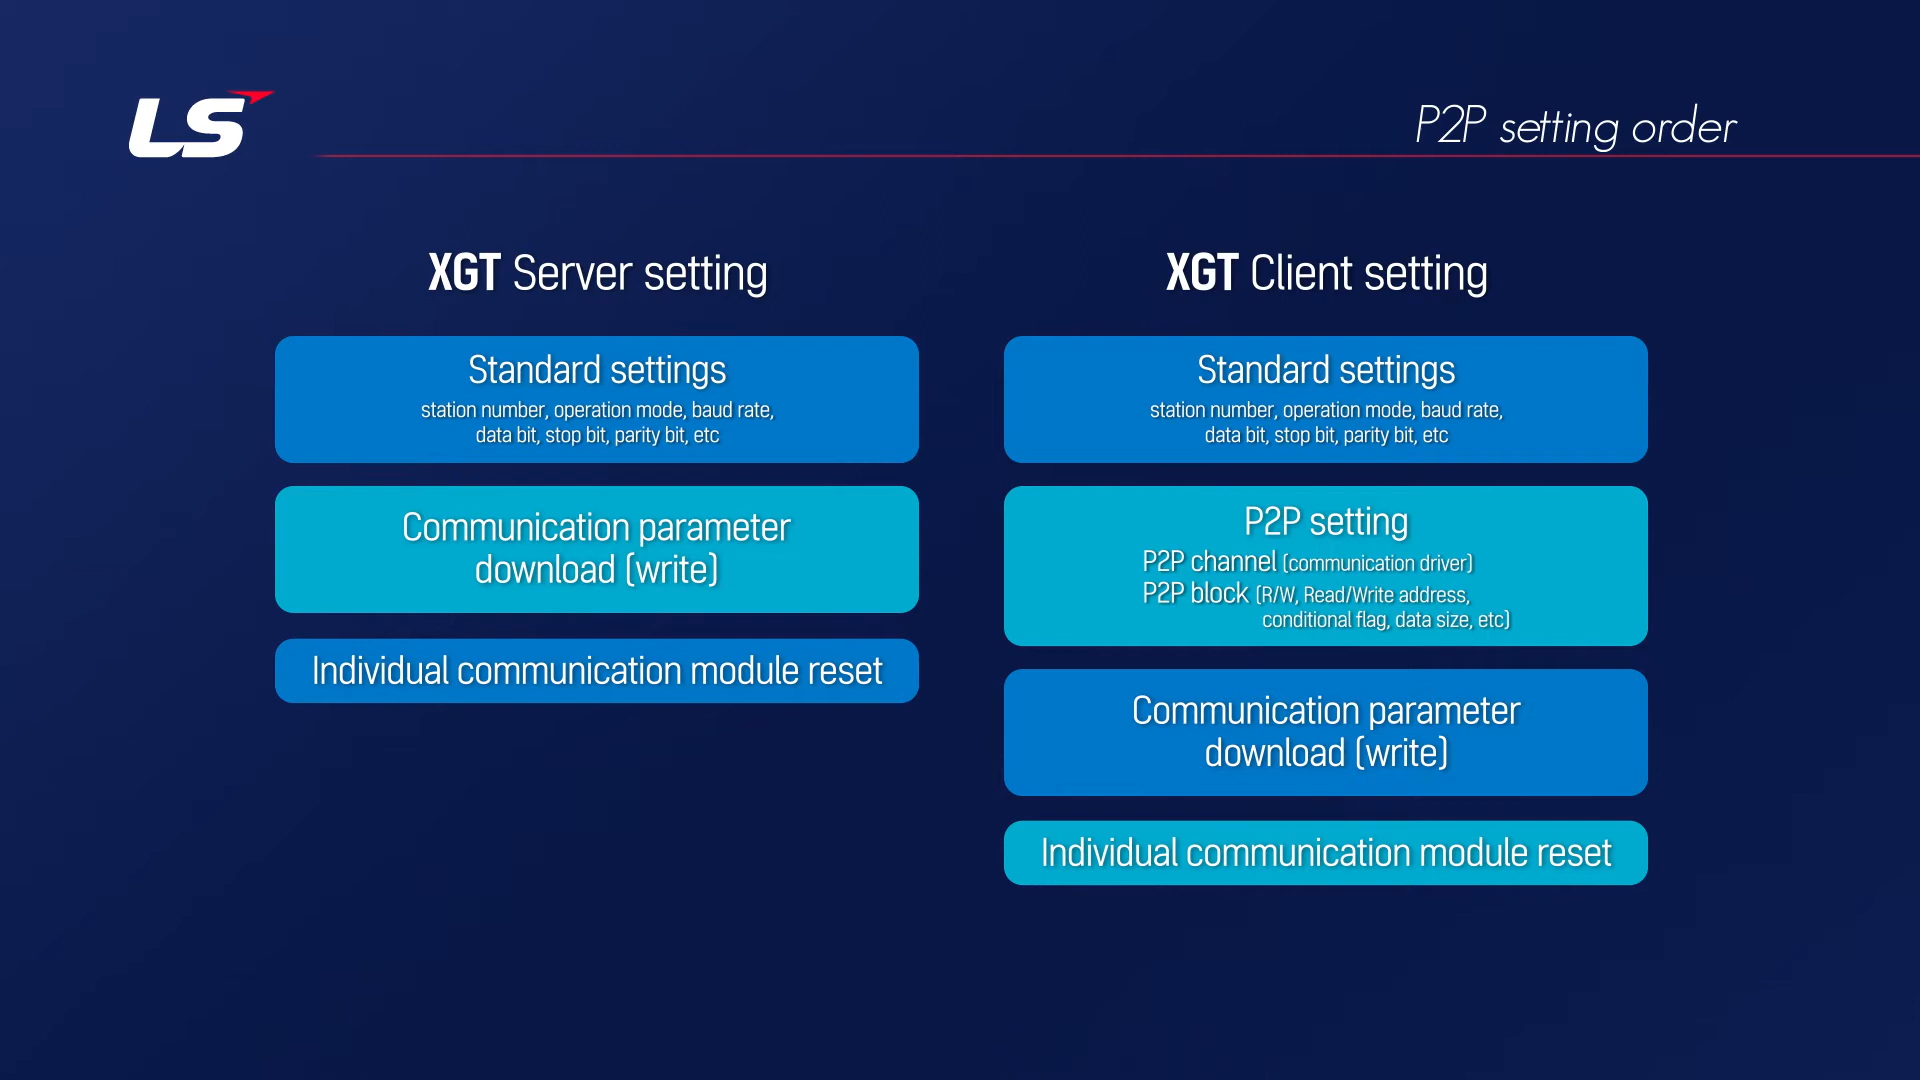 LS
P2P setting order
XGT Server setting
Standard settings
station number, operation mode, baud rate,
data bit, stop bit, parity bit, etc
Communication parameter
download (write)
Individual communication module reset
XGT Client setting
Standard settings
station number, operation mode, baud rate,
data bit, stop bit, parity bit, etc
P2P setting
P2P channel (communication driver)
P2P block (R/W, Read/Write address,
conditional flag, data size, etc)
Communication parameter
download (write)
Individual communication module reset